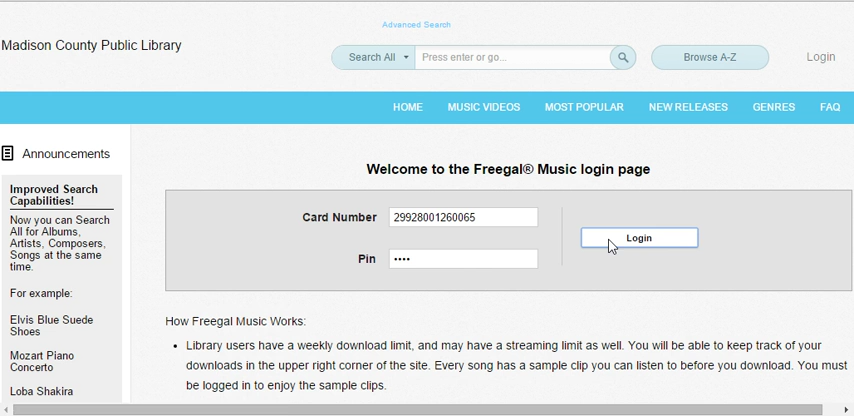 Advanced Search
Madison County Public Library
Search All
Press enter or go...
Browse A-Z
Login
HOME
MUSIC VIDEOS
MOST POPULAR
NEW RELEASES
GENRES
FAQ
Announcements
Improved Search
Capabilities!
Now you can Search
All for Albums,
Artists, Composers,
Songs at the same
time.
For example:
Elvis Blue Suede
Shoes
Mozart Piano
Concerto
Loba Shakira
Welcome to the Freegal® Music login page
Card Number
29928001260065
Pin
••••
Login
How Freegal Music Works:
• Library users have a weekly download limit, and may have a streaming limit as well. You will be able to keep track of your
downloads in the upper right corner of the site. Every song has a sample clip you can listen to before you download. You must
be logged in to enjoy the sample clips.